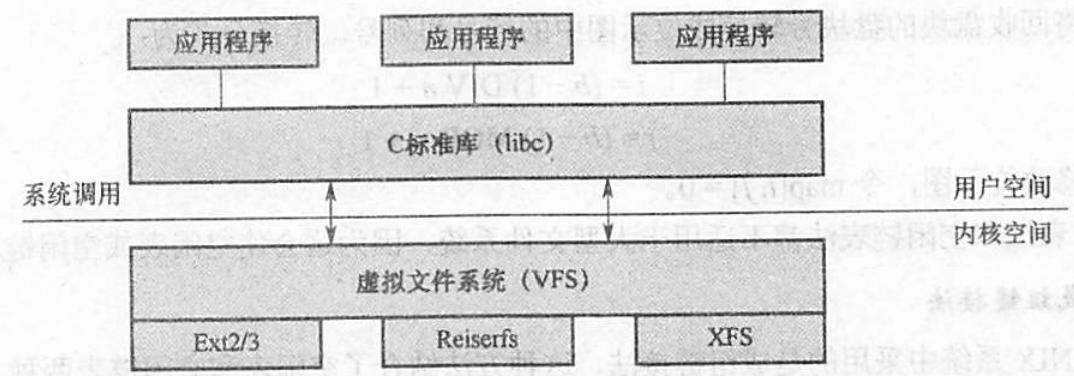 应用程序 应用程序 应用程序
C标准库（libc）
系统调用 用户空间
内核空间
虚拟文件系统（VFS）
Ext2/3 Reiserfs XFS